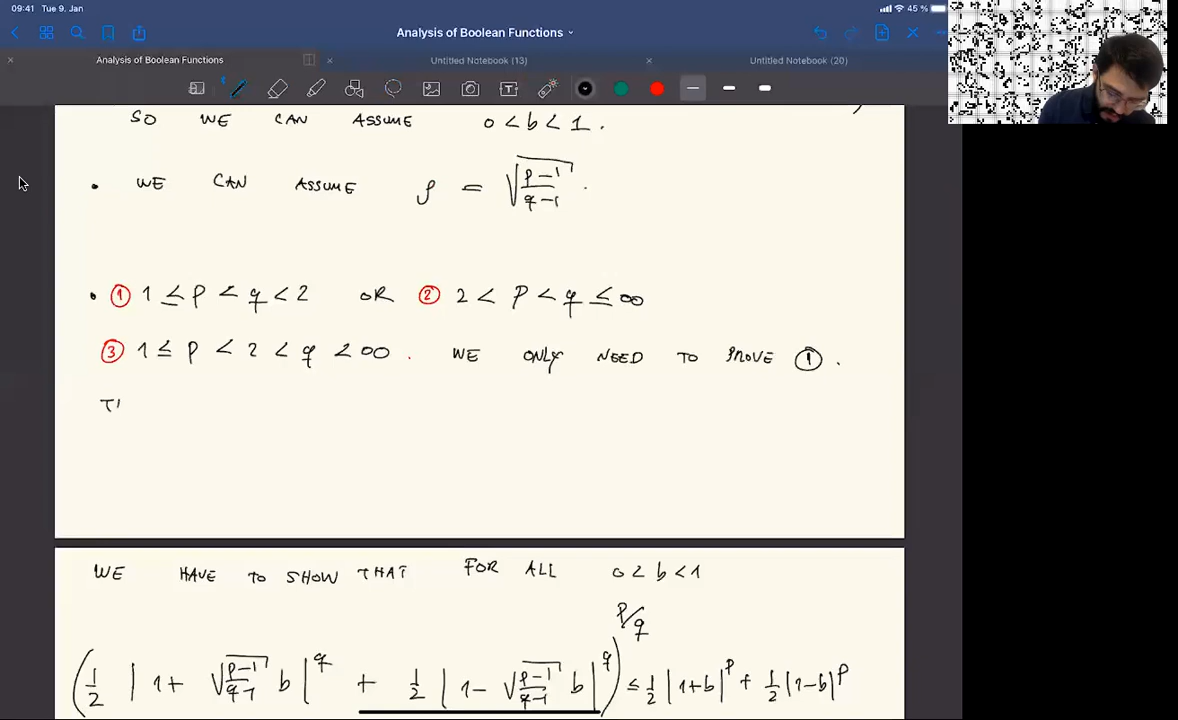 09:41 Tue 9. Jan 45 %
Analysis of Boolean Functions
Analysis of Boolean Functions Untitled Notebook (13) Untitled Notebook (20)
SO WE CAN ASSUME 0 < b < 1.
• WE CAN ASSUME ρ = √(p-1/q-1).
• ① 1 ≤ p < q < 2 OR ② 2 < p < q ≤ ∞
③ 1 ≤ p < 2 < q < ∞. WE ONLY NEED TO PROVE ①.
WE HAVE TO SHOW THAT FOR ALL 0 < b < 1
(1/2 |1 + √(p-1/q-1) b|^q + 1/2 |1 - √(p-1/q-1) b|^q)^p/q ≤ 1/2 |1+b|^p + 1/2 |1-b|^p